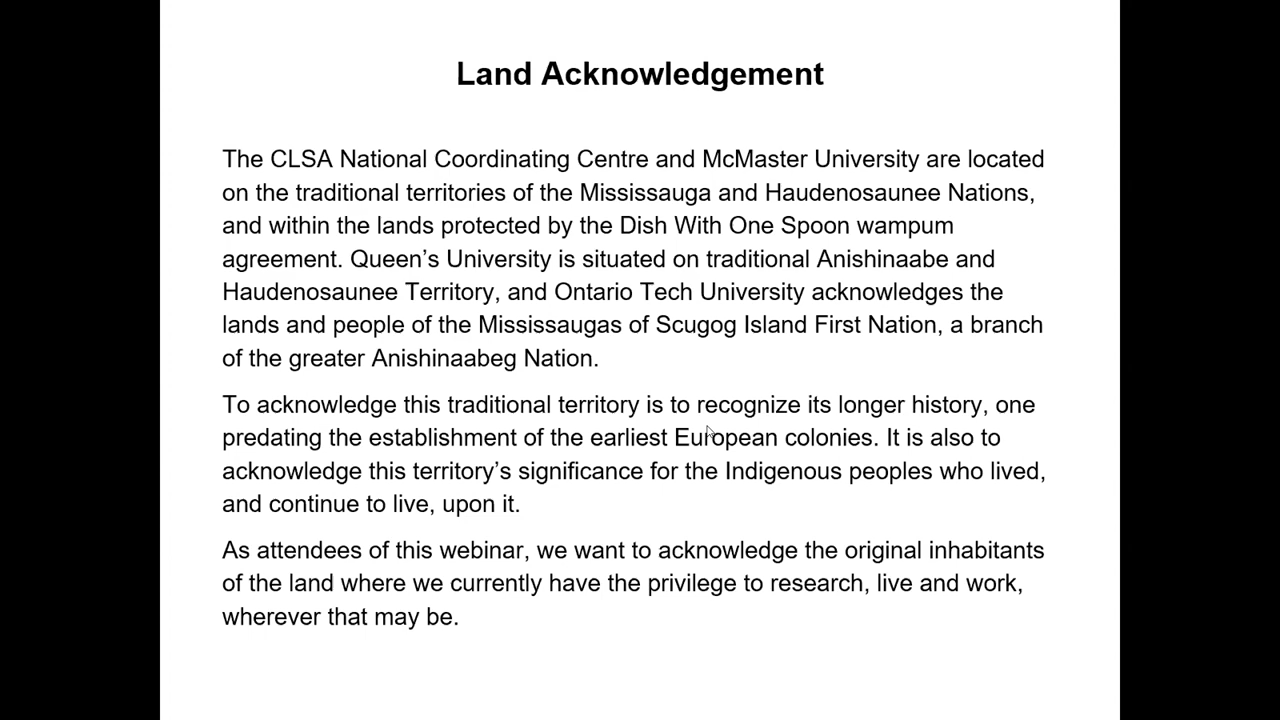 Land Acknowledgement
The CLSA National Coordinating Centre and McMaster University are located
on the traditional territories of the Mississauga and Haudenosaunee Nations,
and within the lands protected by the Dish With One Spoon wampum
agreement. Queen’s University is situated on traditional Anishinaabe and
Haudenosaunee Territory, and Ontario Tech University acknowledges the
lands and people of the Mississaugas of Scugog Island First Nation, a branch
of the greater Anishinaabeg Nation.
To acknowledge this traditional territory is to recognize its longer history, one
predating the establishment of the earliest European colonies. It is also to
acknowledge this territory’s significance for the Indigenous peoples who lived,
and continue to live, upon it.
As attendees of this webinar, we want to acknowledge the original inhabitants
of the land where we currently have the privilege to research, live and work,
wherever that may be.